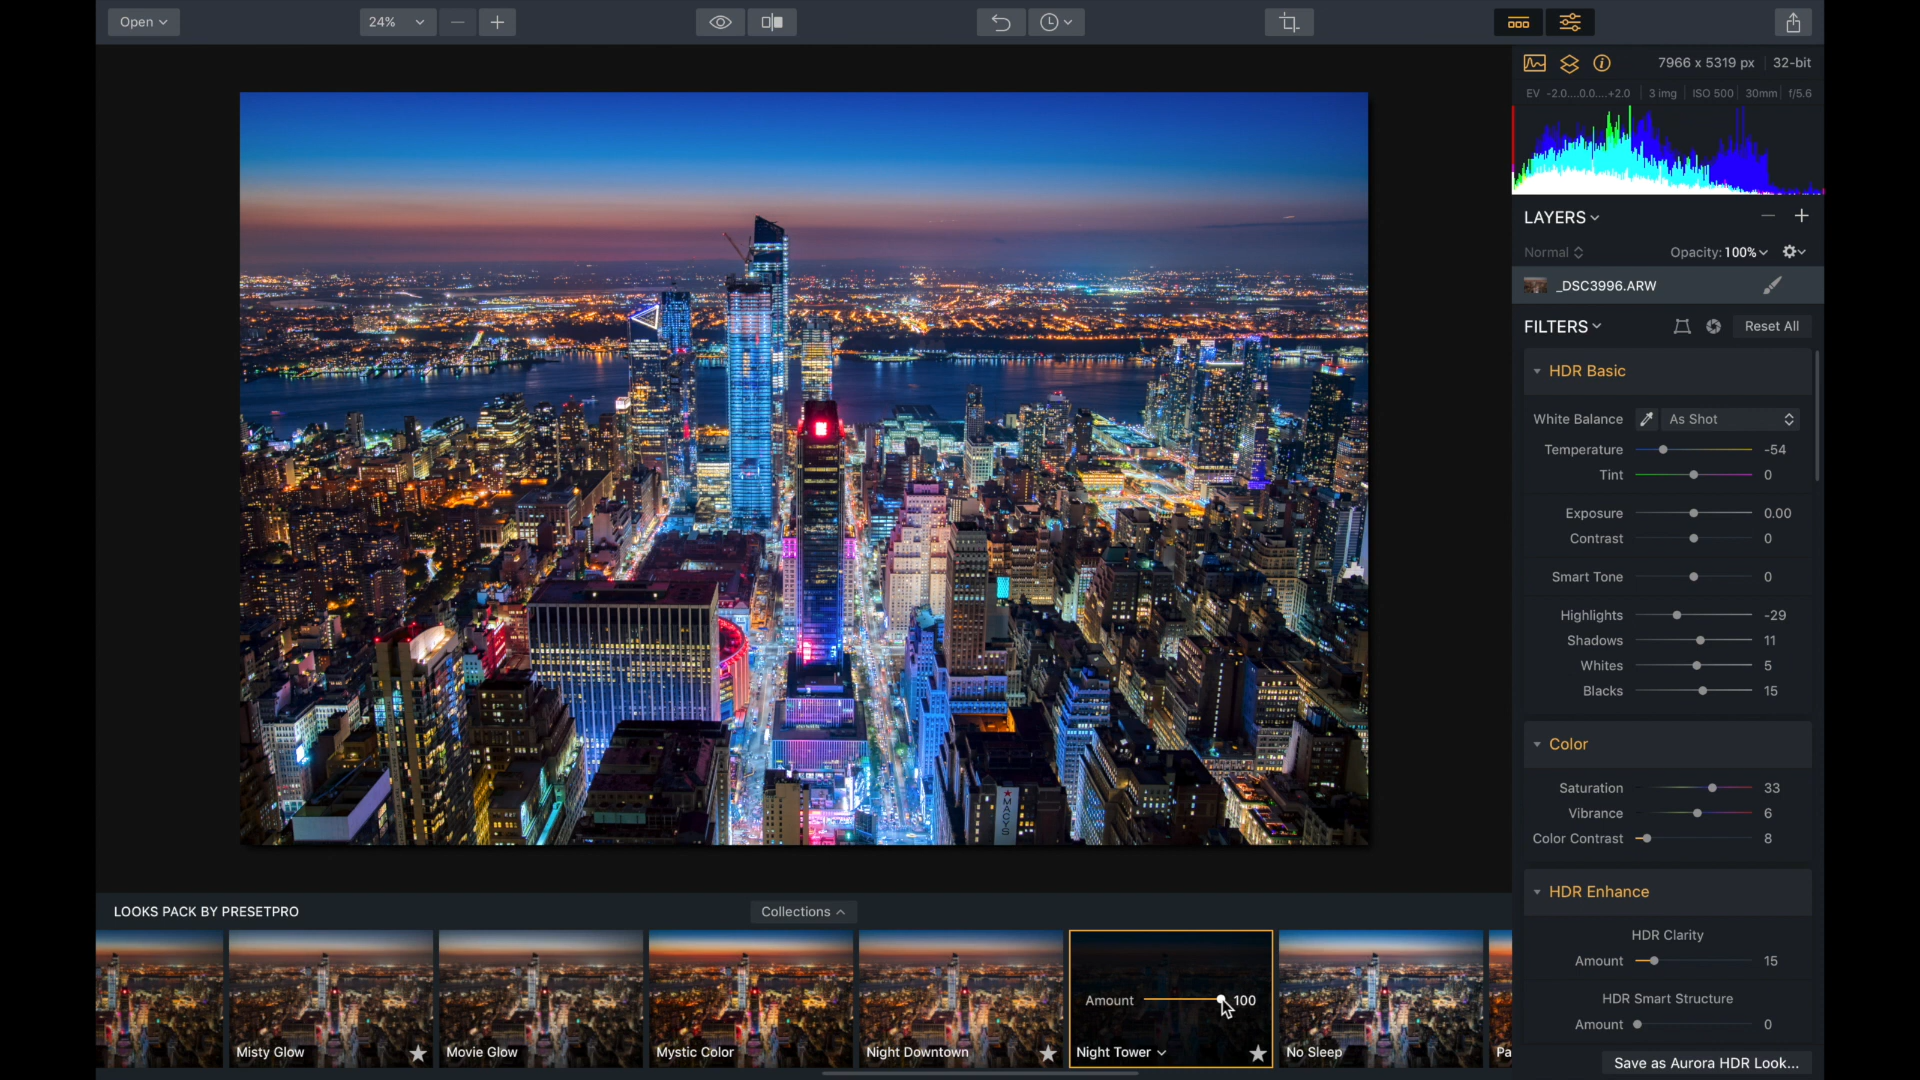 Open
24%
7966 x 5319 px
32-bit
EV -2.0....0.0....+2.0
3 img
ISO 500
30mm
f/5.6
LAYERS
Normal
Opacity: 100%
_DSC3996.ARW
FILTERS
Reset All
HDR Basic
White Balance
As Shot
Temperature -54
Tint 0
Exposure 0.00
Contrast 0
Smart Tone 0
Highlights -29
Shadows 11
Whites 5
Blacks 15
Color
Saturation 33
Vibrance 6
Color Contrast 8
HDR Enhance
HDR Clarity
Amount 15
HDR Smart Structure
Amount 0
Save as Aurora HDR Look...
MACYS
LOOKS PACK BY PRESETPRO
Collections
Amount 100
Misty Glow
Movie Glow
Mystic Color
Night Downtown
Night Tower
No Sleep
Pa